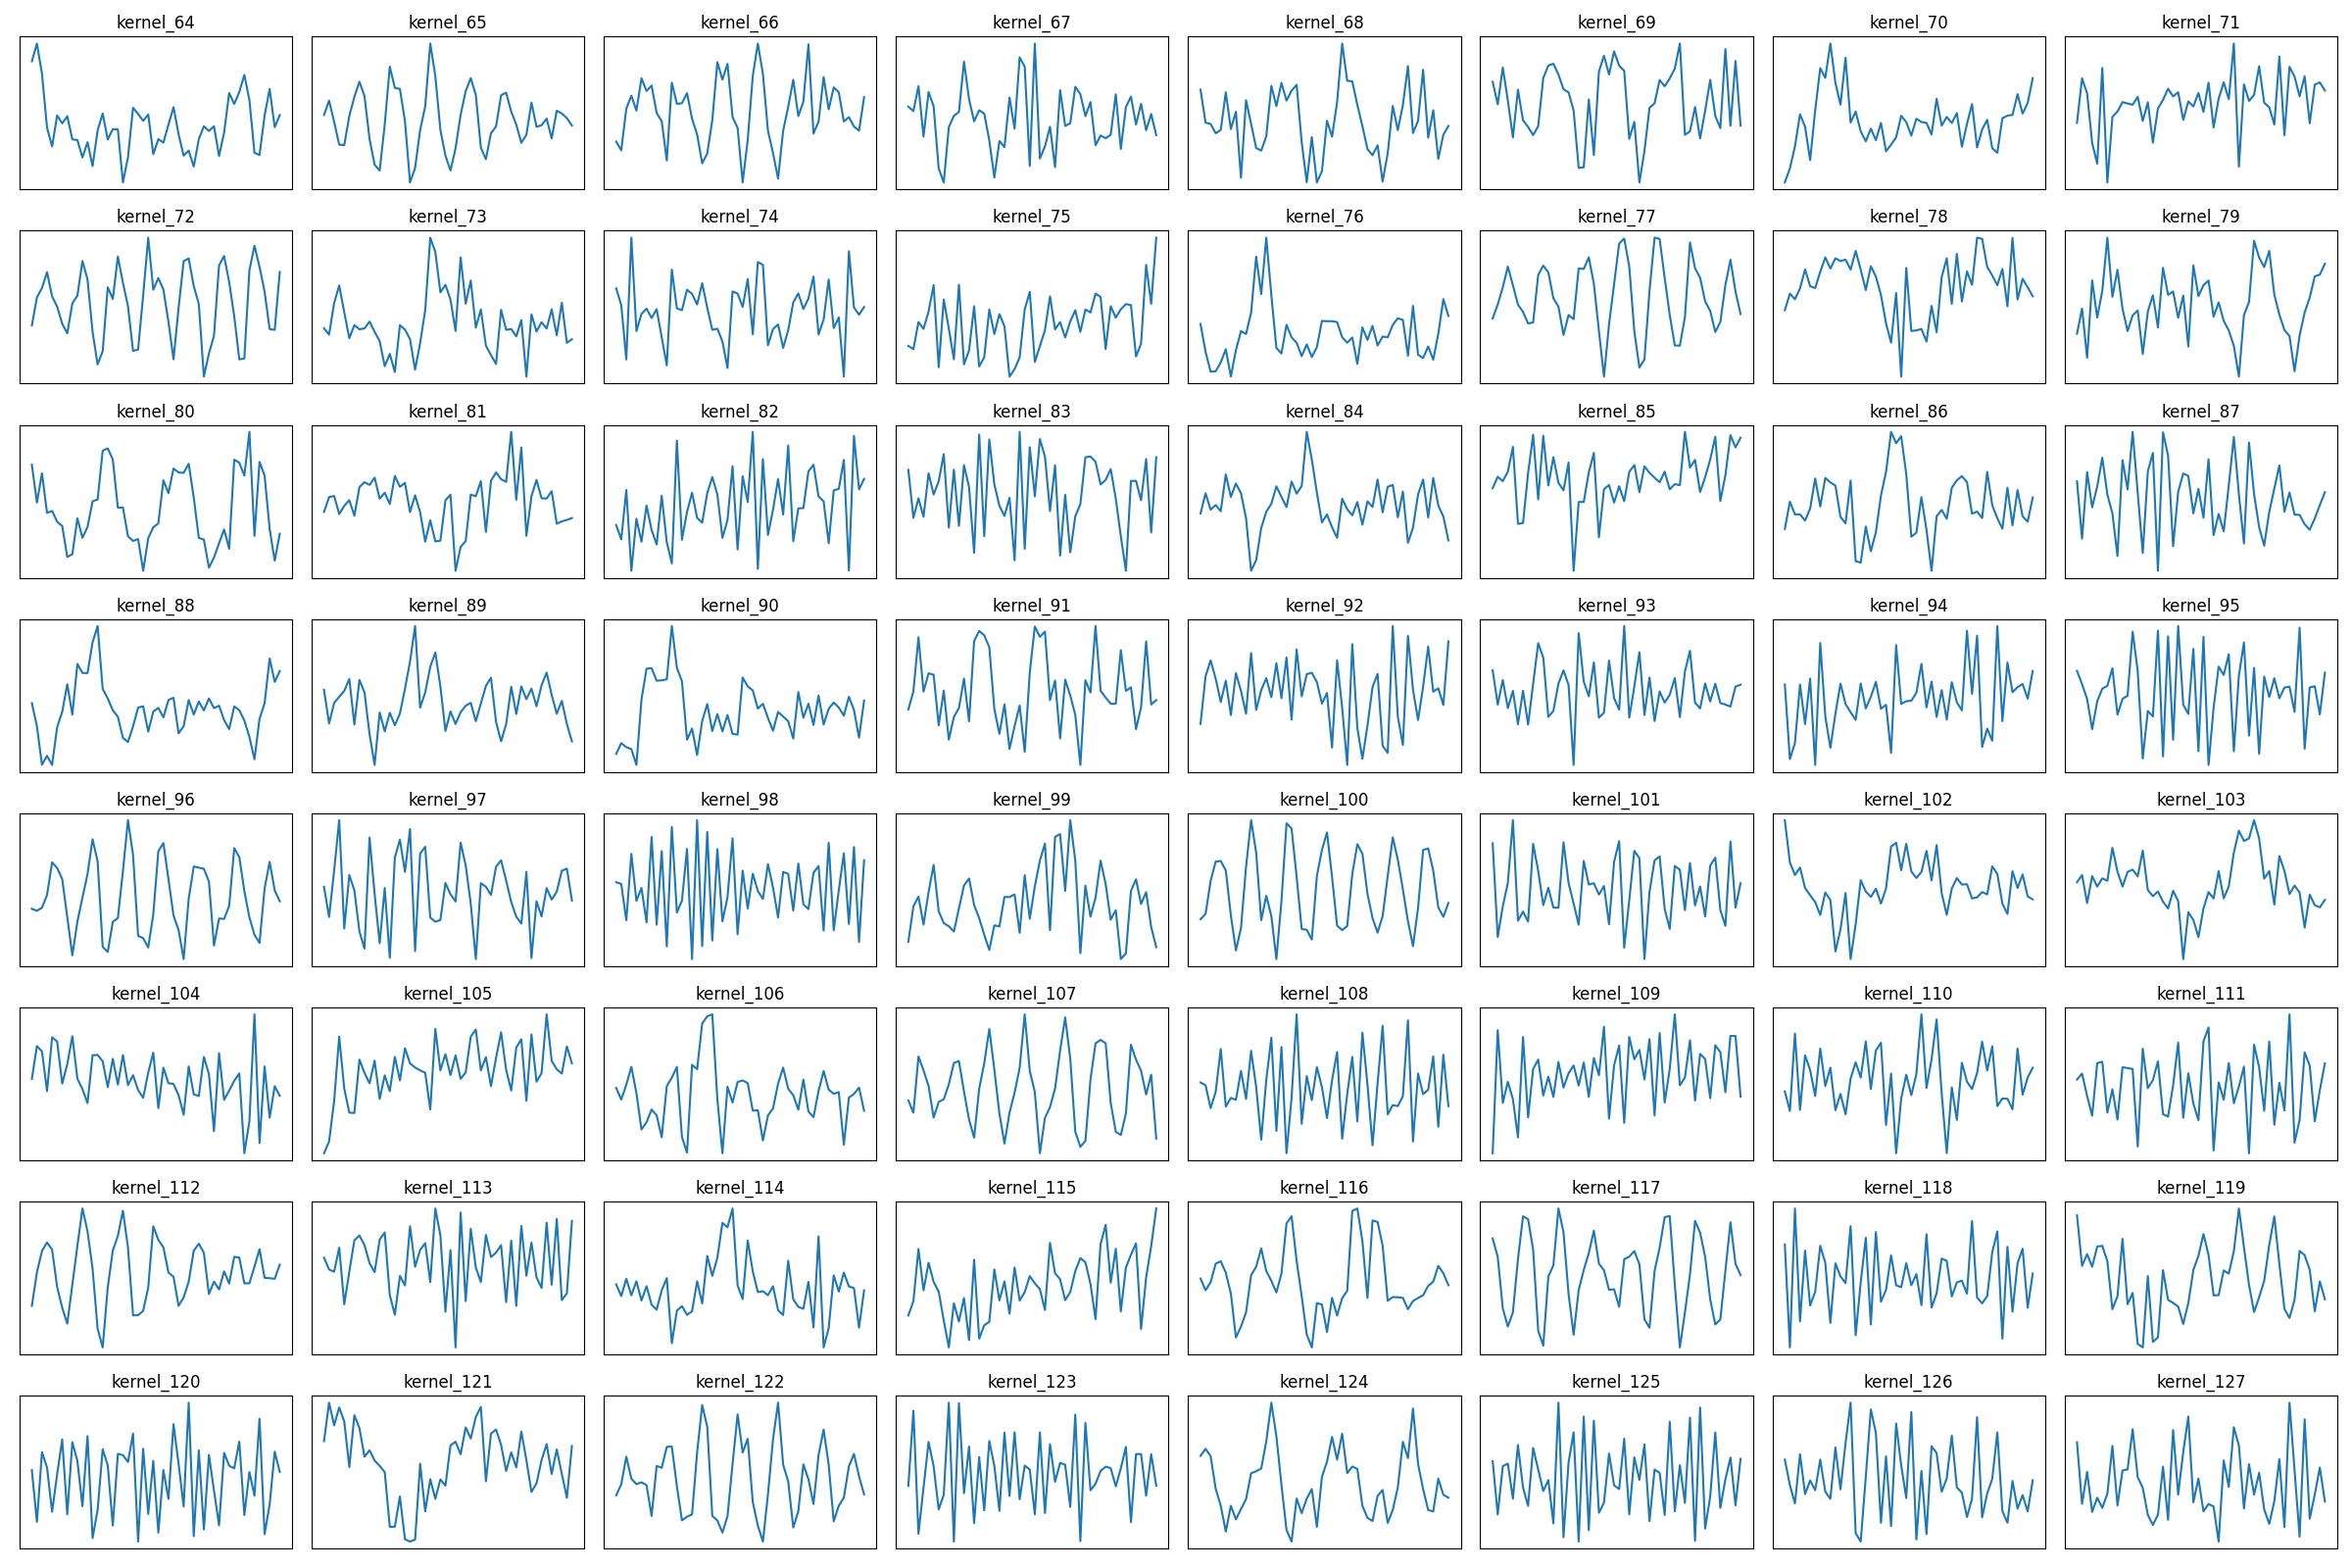 kernel_64 kernel_65 kernel_66 kernel_67 kernel_68 kernel_69 kernel_70 kernel_71
kernel_72 kernel_73 kernel_74 kernel_75 kernel_76 kernel_77 kernel_78 kernel_79
kernel_80 kernel_81 kernel_82 kernel_83 kernel_84 kernel_85 kernel_86 kernel_87
kernel_88 kernel_89 kernel_90 kernel_91 kernel_92 kernel_93 kernel_94 kernel_95
kernel_96 kernel_97 kernel_98 kernel_99 kernel_100 kernel_101 kernel_102 kernel_103
kernel_104 kernel_105 kernel_106 kernel_107 kernel_108 kernel_109 kernel_110 kernel_111
kernel_112 kernel_113 kernel_114 kernel_115 kernel_116 kernel_117 kernel_118 kernel_119
kernel_120 kernel_121 kernel_122 kernel_123 kernel_124 kernel_125 kernel_126 kernel_127